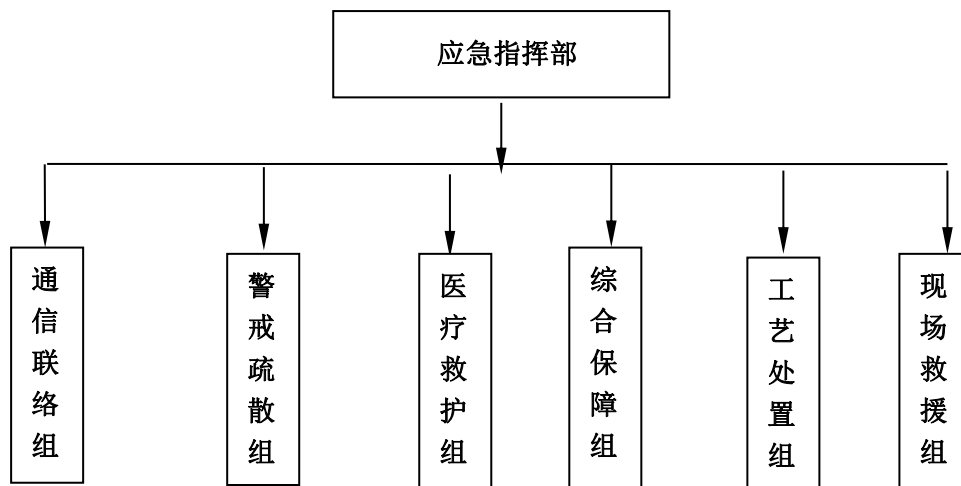 应急指挥部
通信联络组
警戒疏散组
医疗救护组
综合保障组
工艺处置组
现场救援组